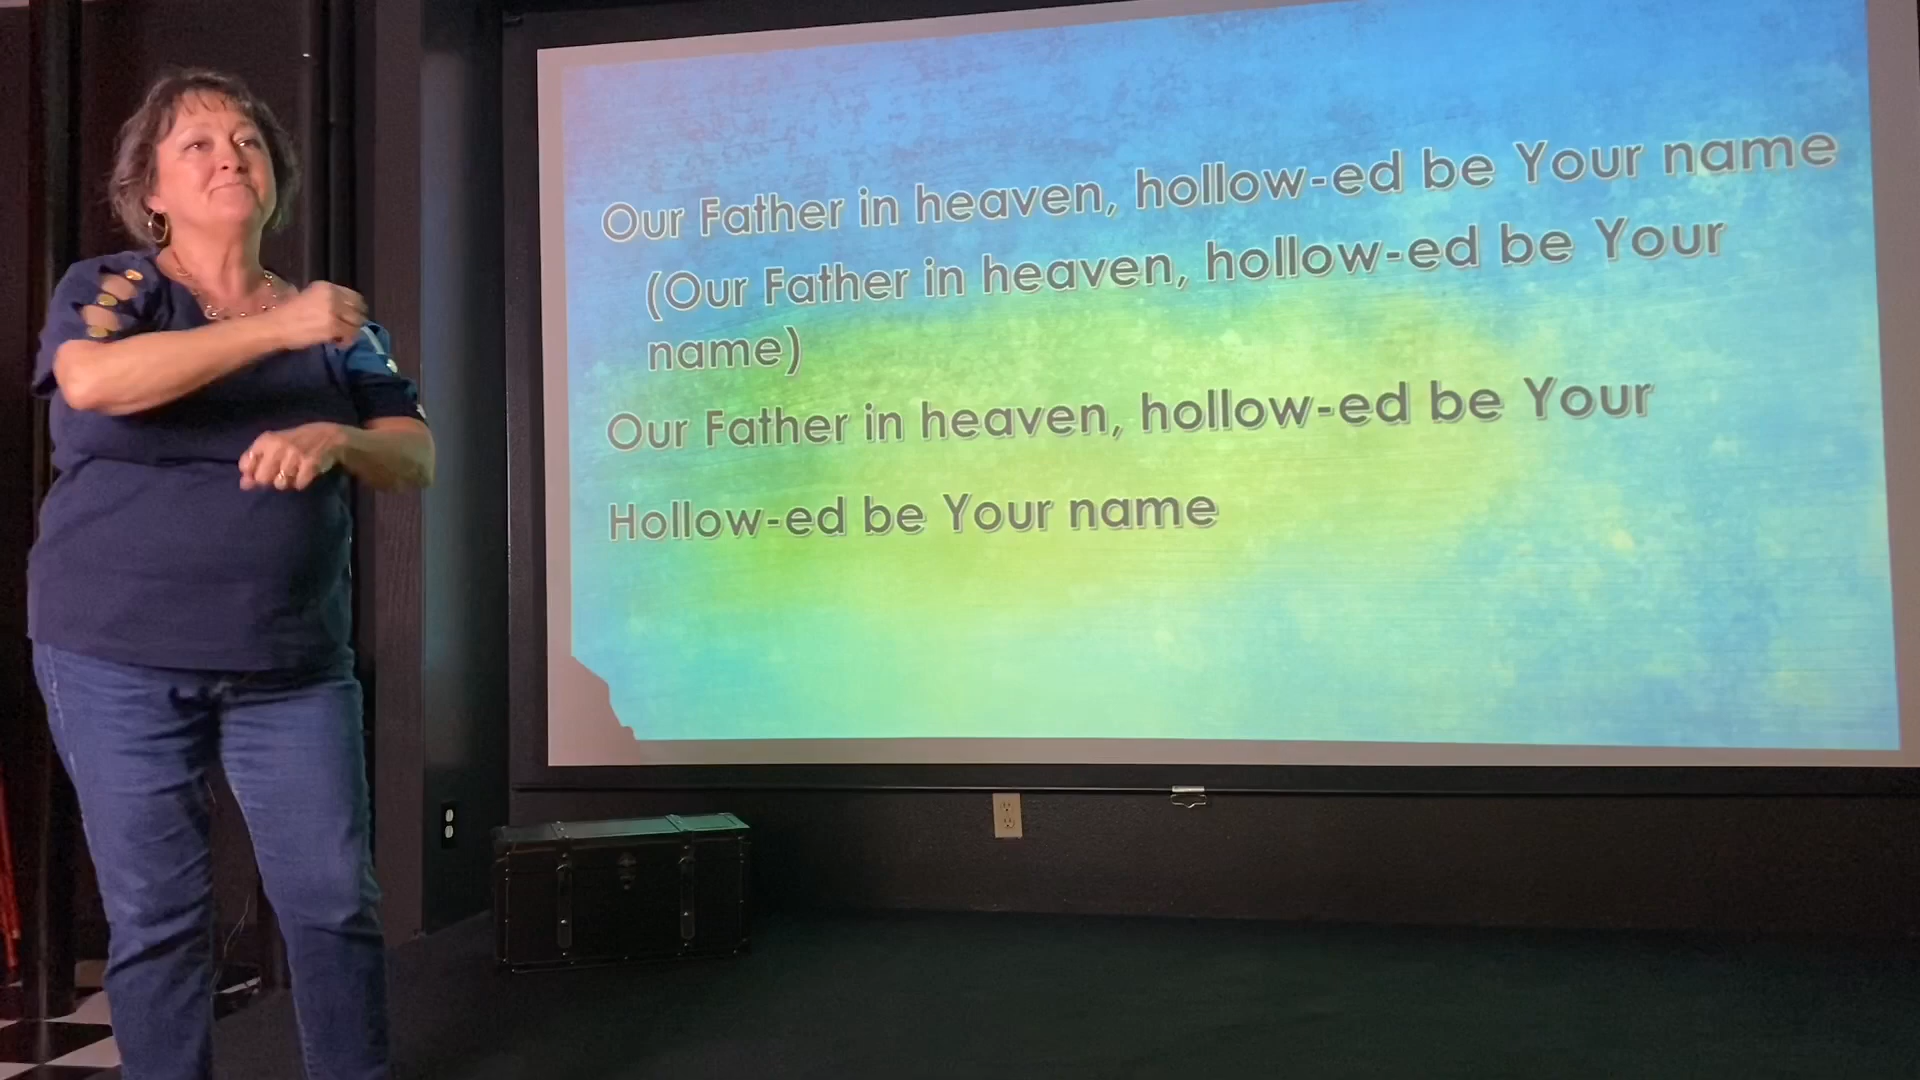 Our Father in heaven, hollow-ed be Your name
(Our Father in heaven, hollow-ed be Your
name)
Our Father in heaven, hollow-ed be Your
Hollow-ed be Your name